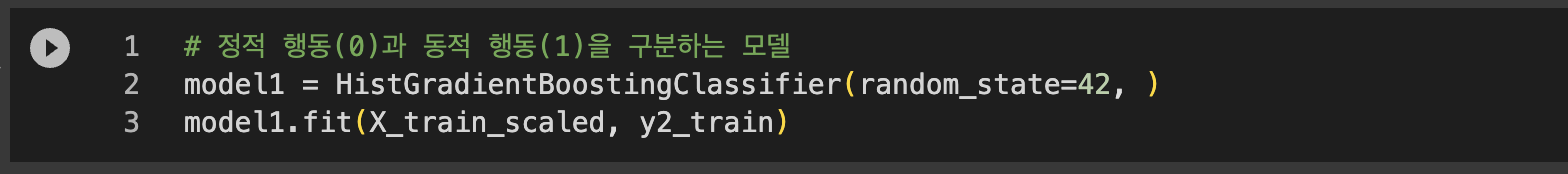 1 # 정적 행동(0)과 동적 행동(1)을 구분하는 모델
2 model1 = HistGradientBoostingClassifier(random_state=42, )
3 model1.fit(X_train_scaled, y2_train)